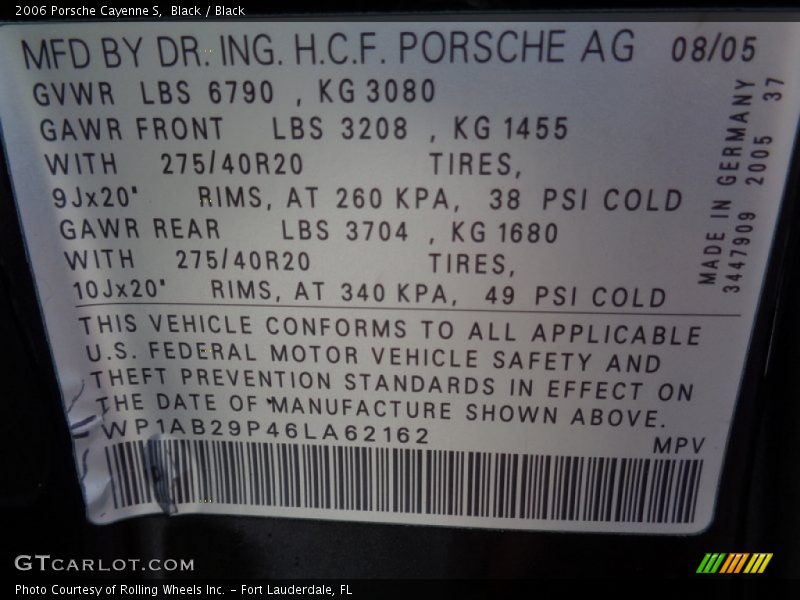 2006 Porsche Cayenne S, Black / Black
MFD BY DR. ING. H.C.F. PORSCHE AG 08/05
GVWR LBS 6790 , KG 3080
GAWR FRONT LBS 3208 , KG 1455
WITH 275/40R20 TIRES,
9Jx20" RIMS, AT 260 KPA, 38 PSI COLD
GAWR REAR LBS 3704 , KG 1680
WITH 275/40R20 TIRES,
10Jx20" RIMS, AT 340 KPA, 49 PSI COLD
MADE IN GERMANY
3447909 2005 37
THIS VEHICLE CONFORMS TO ALL APPLICABLE
U.S. FEDERAL MOTOR VEHICLE SAFETY AND
THEFT PREVENTION STANDARDS IN EFFECT ON
THE DATE OF MANUFACTURE SHOWN ABOVE.
WP1AB29P46LA62162
MPV
GTCARLOT.COM
Photo Courtesy of Rolling Wheels Inc. - Fort Lauderdale, FL